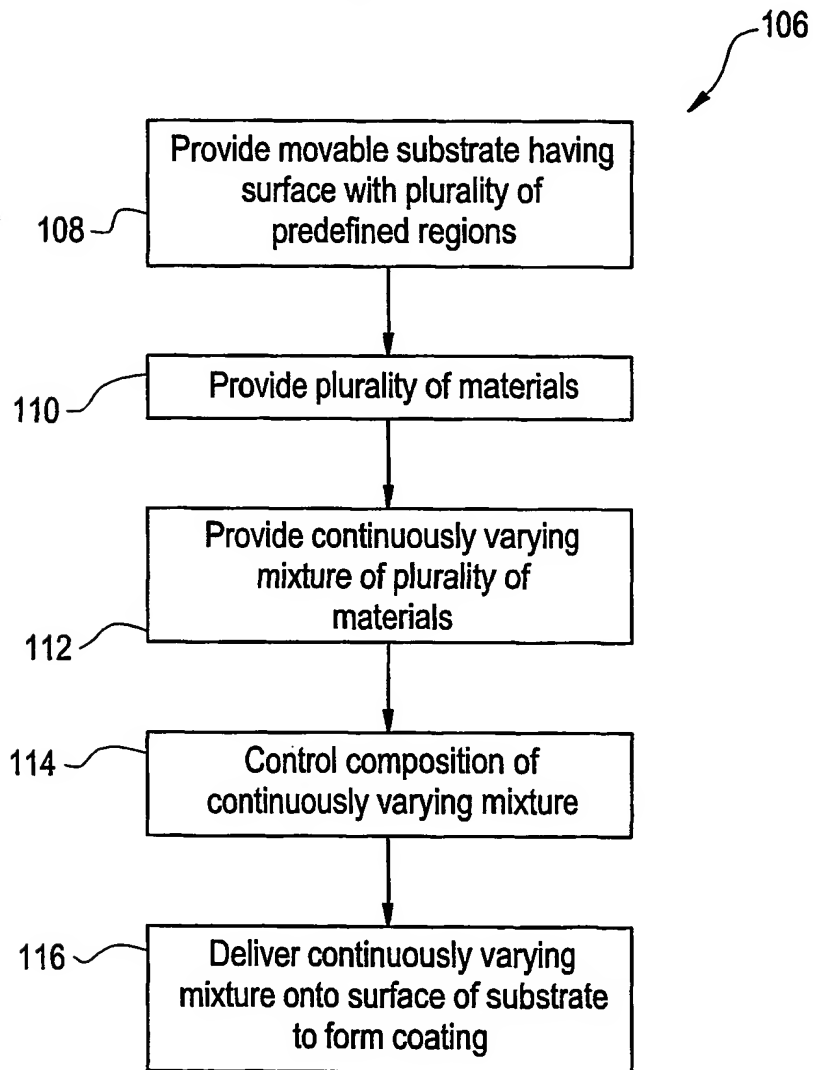 106
Provide movable substrate having
surface with plurality of
predefined regions
108
Provide plurality of materials
110
Provide continuously varying
mixture of plurality of
materials
112
Control composition of
continuously varying mixture
114
Deliver continuously varying
mixture onto surface of substrate
to form coating
116